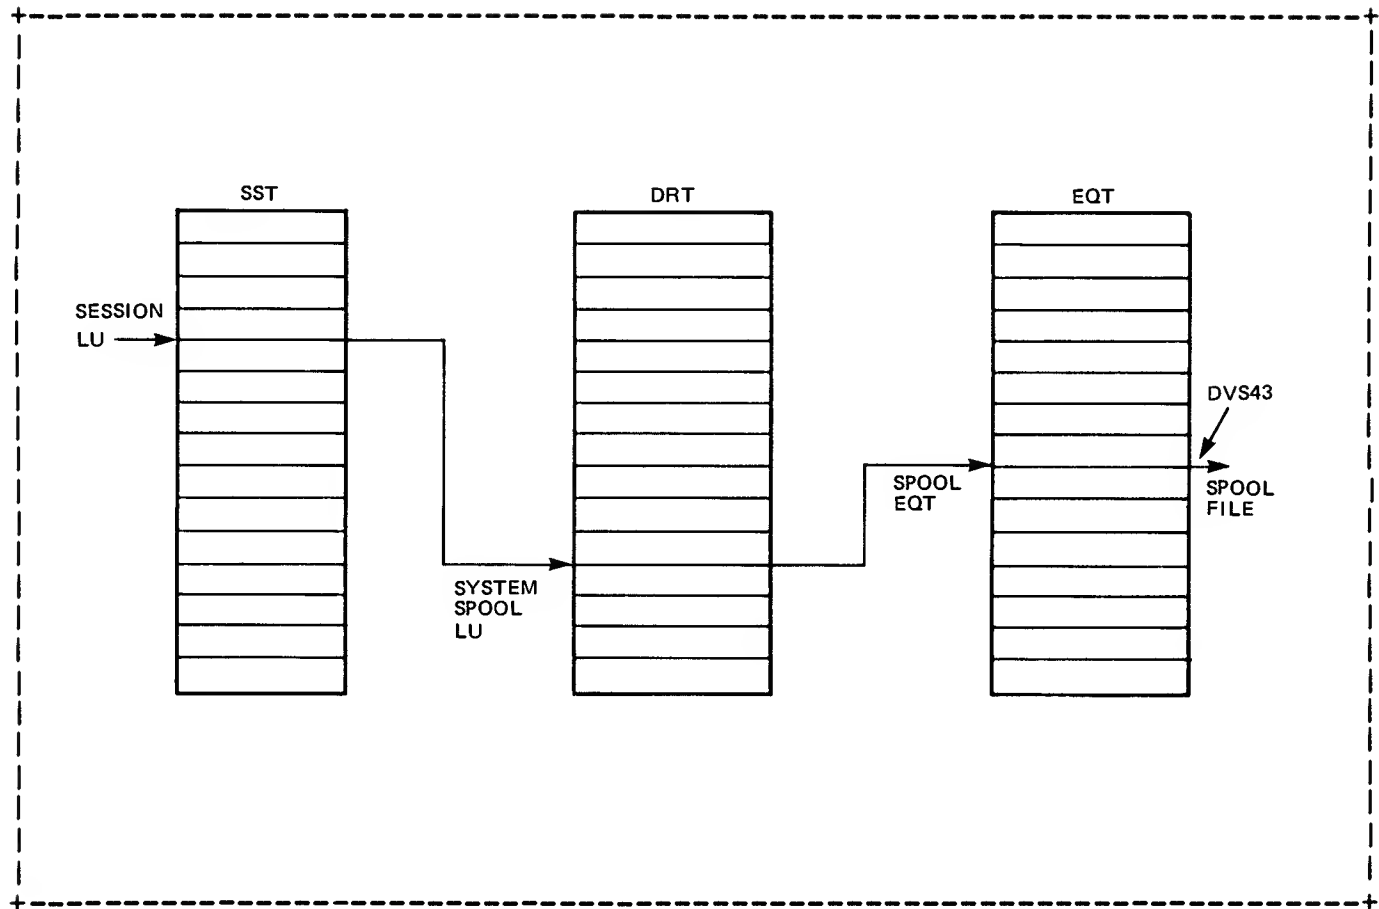 SST
DRT
EQT
SESSION
LU
SYSTEM
SPOOL
LU
SPOOL
EQT
DVS43
SPOOL
FILE